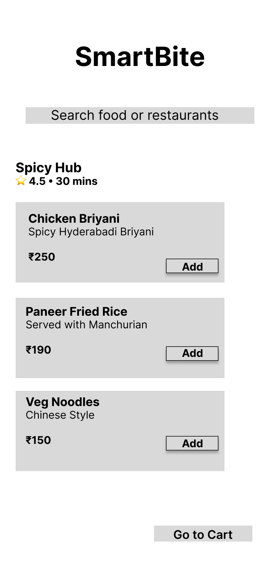 SmartBite
Search food or restaurants
Spicy Hub
⭐ 4.5 • 30 mins
Chicken Briyani
Spicy Hyderabadi Briyani
₹250
Add
Paneer Fried Rice
Served with Manchurian
₹190
Add
Veg Noodles
Chinese Style
₹150
Add
Go to Cart